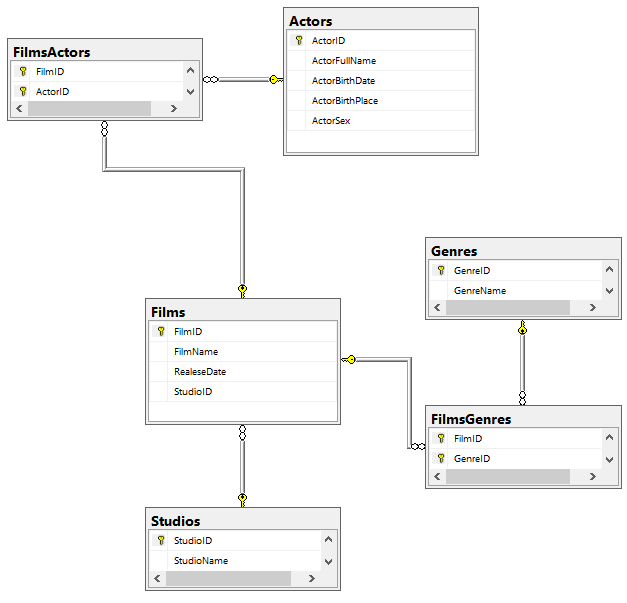 Actors
ActorID
ActorFullName
ActorBirthDate
ActorBirthPlace
ActorSex
FilmsActors
FilmID
ActorID
Genres
GenreID
GenreName
Films
FilmID
FilmName
RealeseDate
StudioID
FilmsGenres
FilmID
GenreID
Studios
StudioID
StudioName